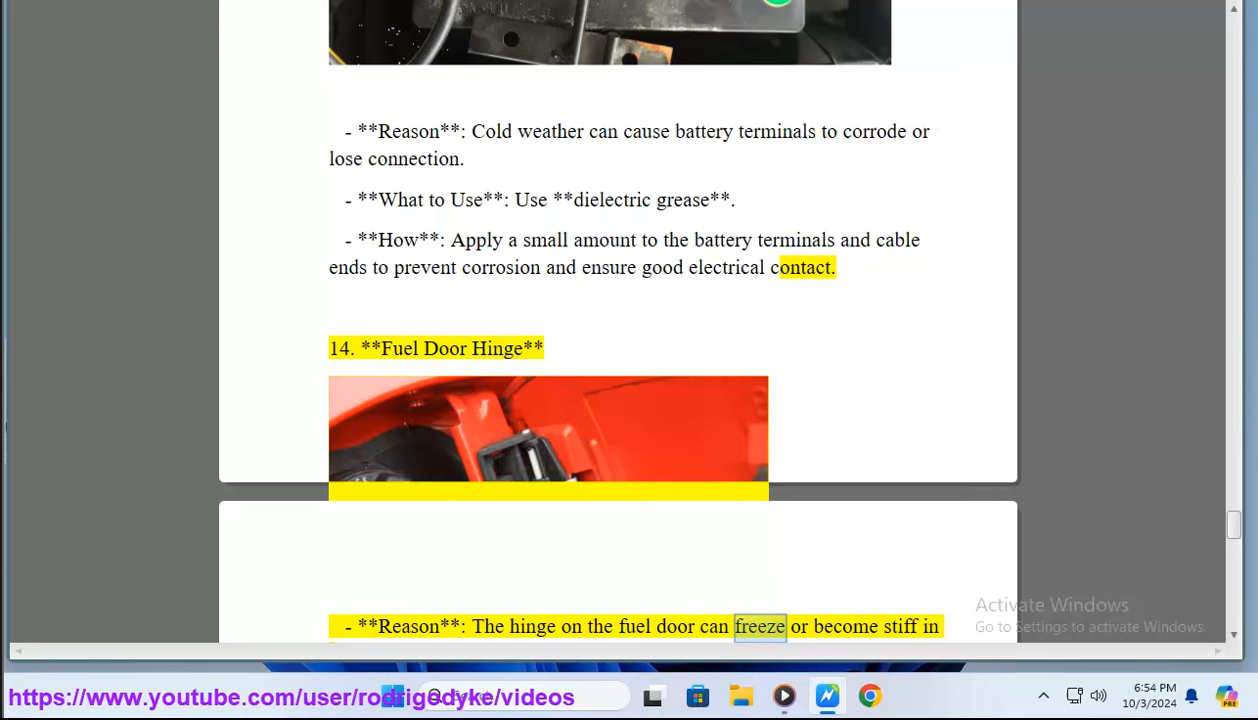 - **Reason**: Cold weather can cause battery terminals to corrode or
lose connection.
- **What to Use**: Use **dielectric grease**.
- **How**: Apply a small amount to the battery terminals and cable
ends to prevent corrosion and ensure good electrical contact.
14. **Fuel Door Hinge**
- **Reason**: The hinge on the fuel door can freeze or become stiff in
Activate Windows
Go to Settings to activate Windows.
https://www.youtube.com/user/rodrigedyke/videos
6:54 PM
10/3/2024
PRE